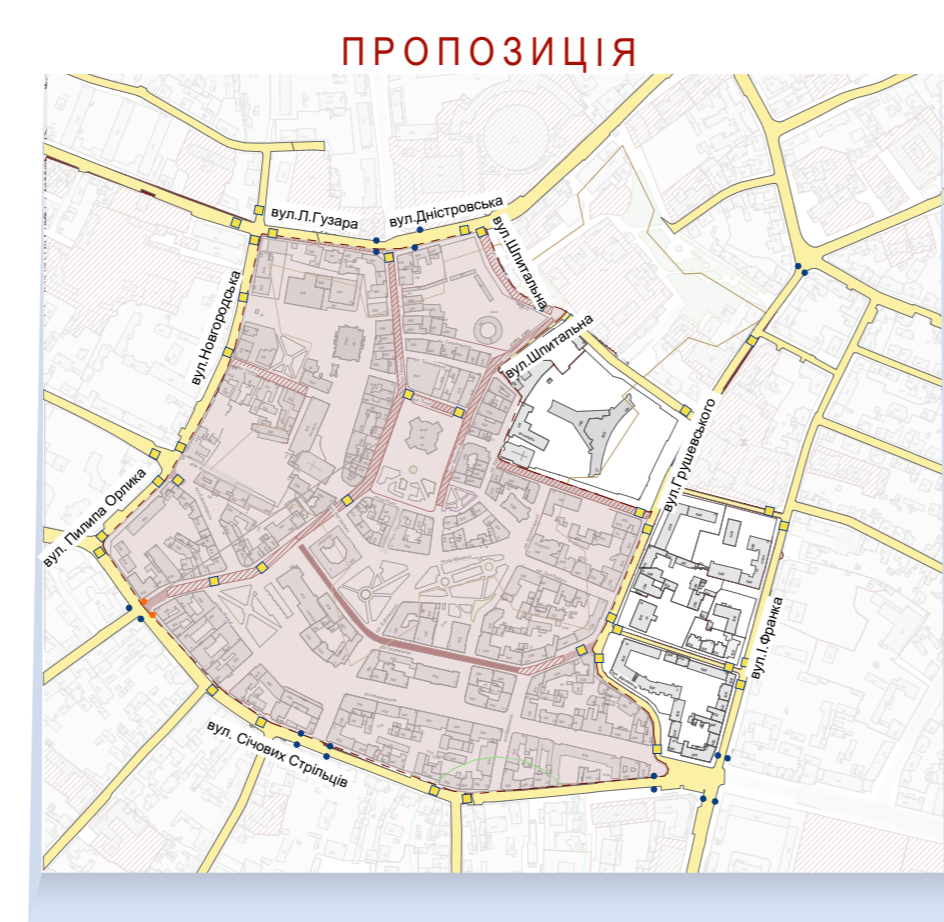 ПРОПОЗИЦІЯ
вул.Л.Гузара
вул.Дністровська
вул.Шпитальна
вул.Новгородська
вул.Шпитальна
вул.Грушевського
вул. Пилипа Орлика
вул.І.Франка
вул. Січових Стрільців